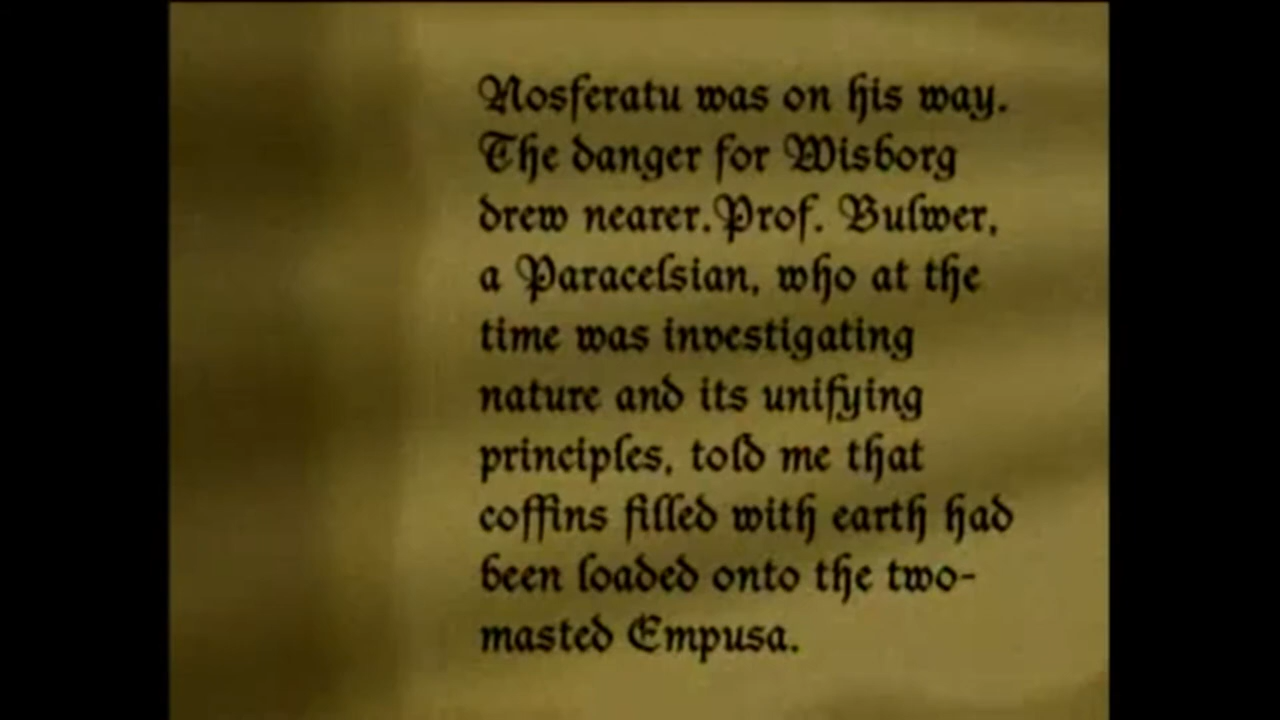 Nosferatu was on his way.
The danger for Wisborg
drew nearer.Prof. Bulwer,
a Paracelsian, who at the
time was investigating
nature and its unifying
principles, told me that
coffins filled with earth had
been loaded onto the two-
masted Empusa.